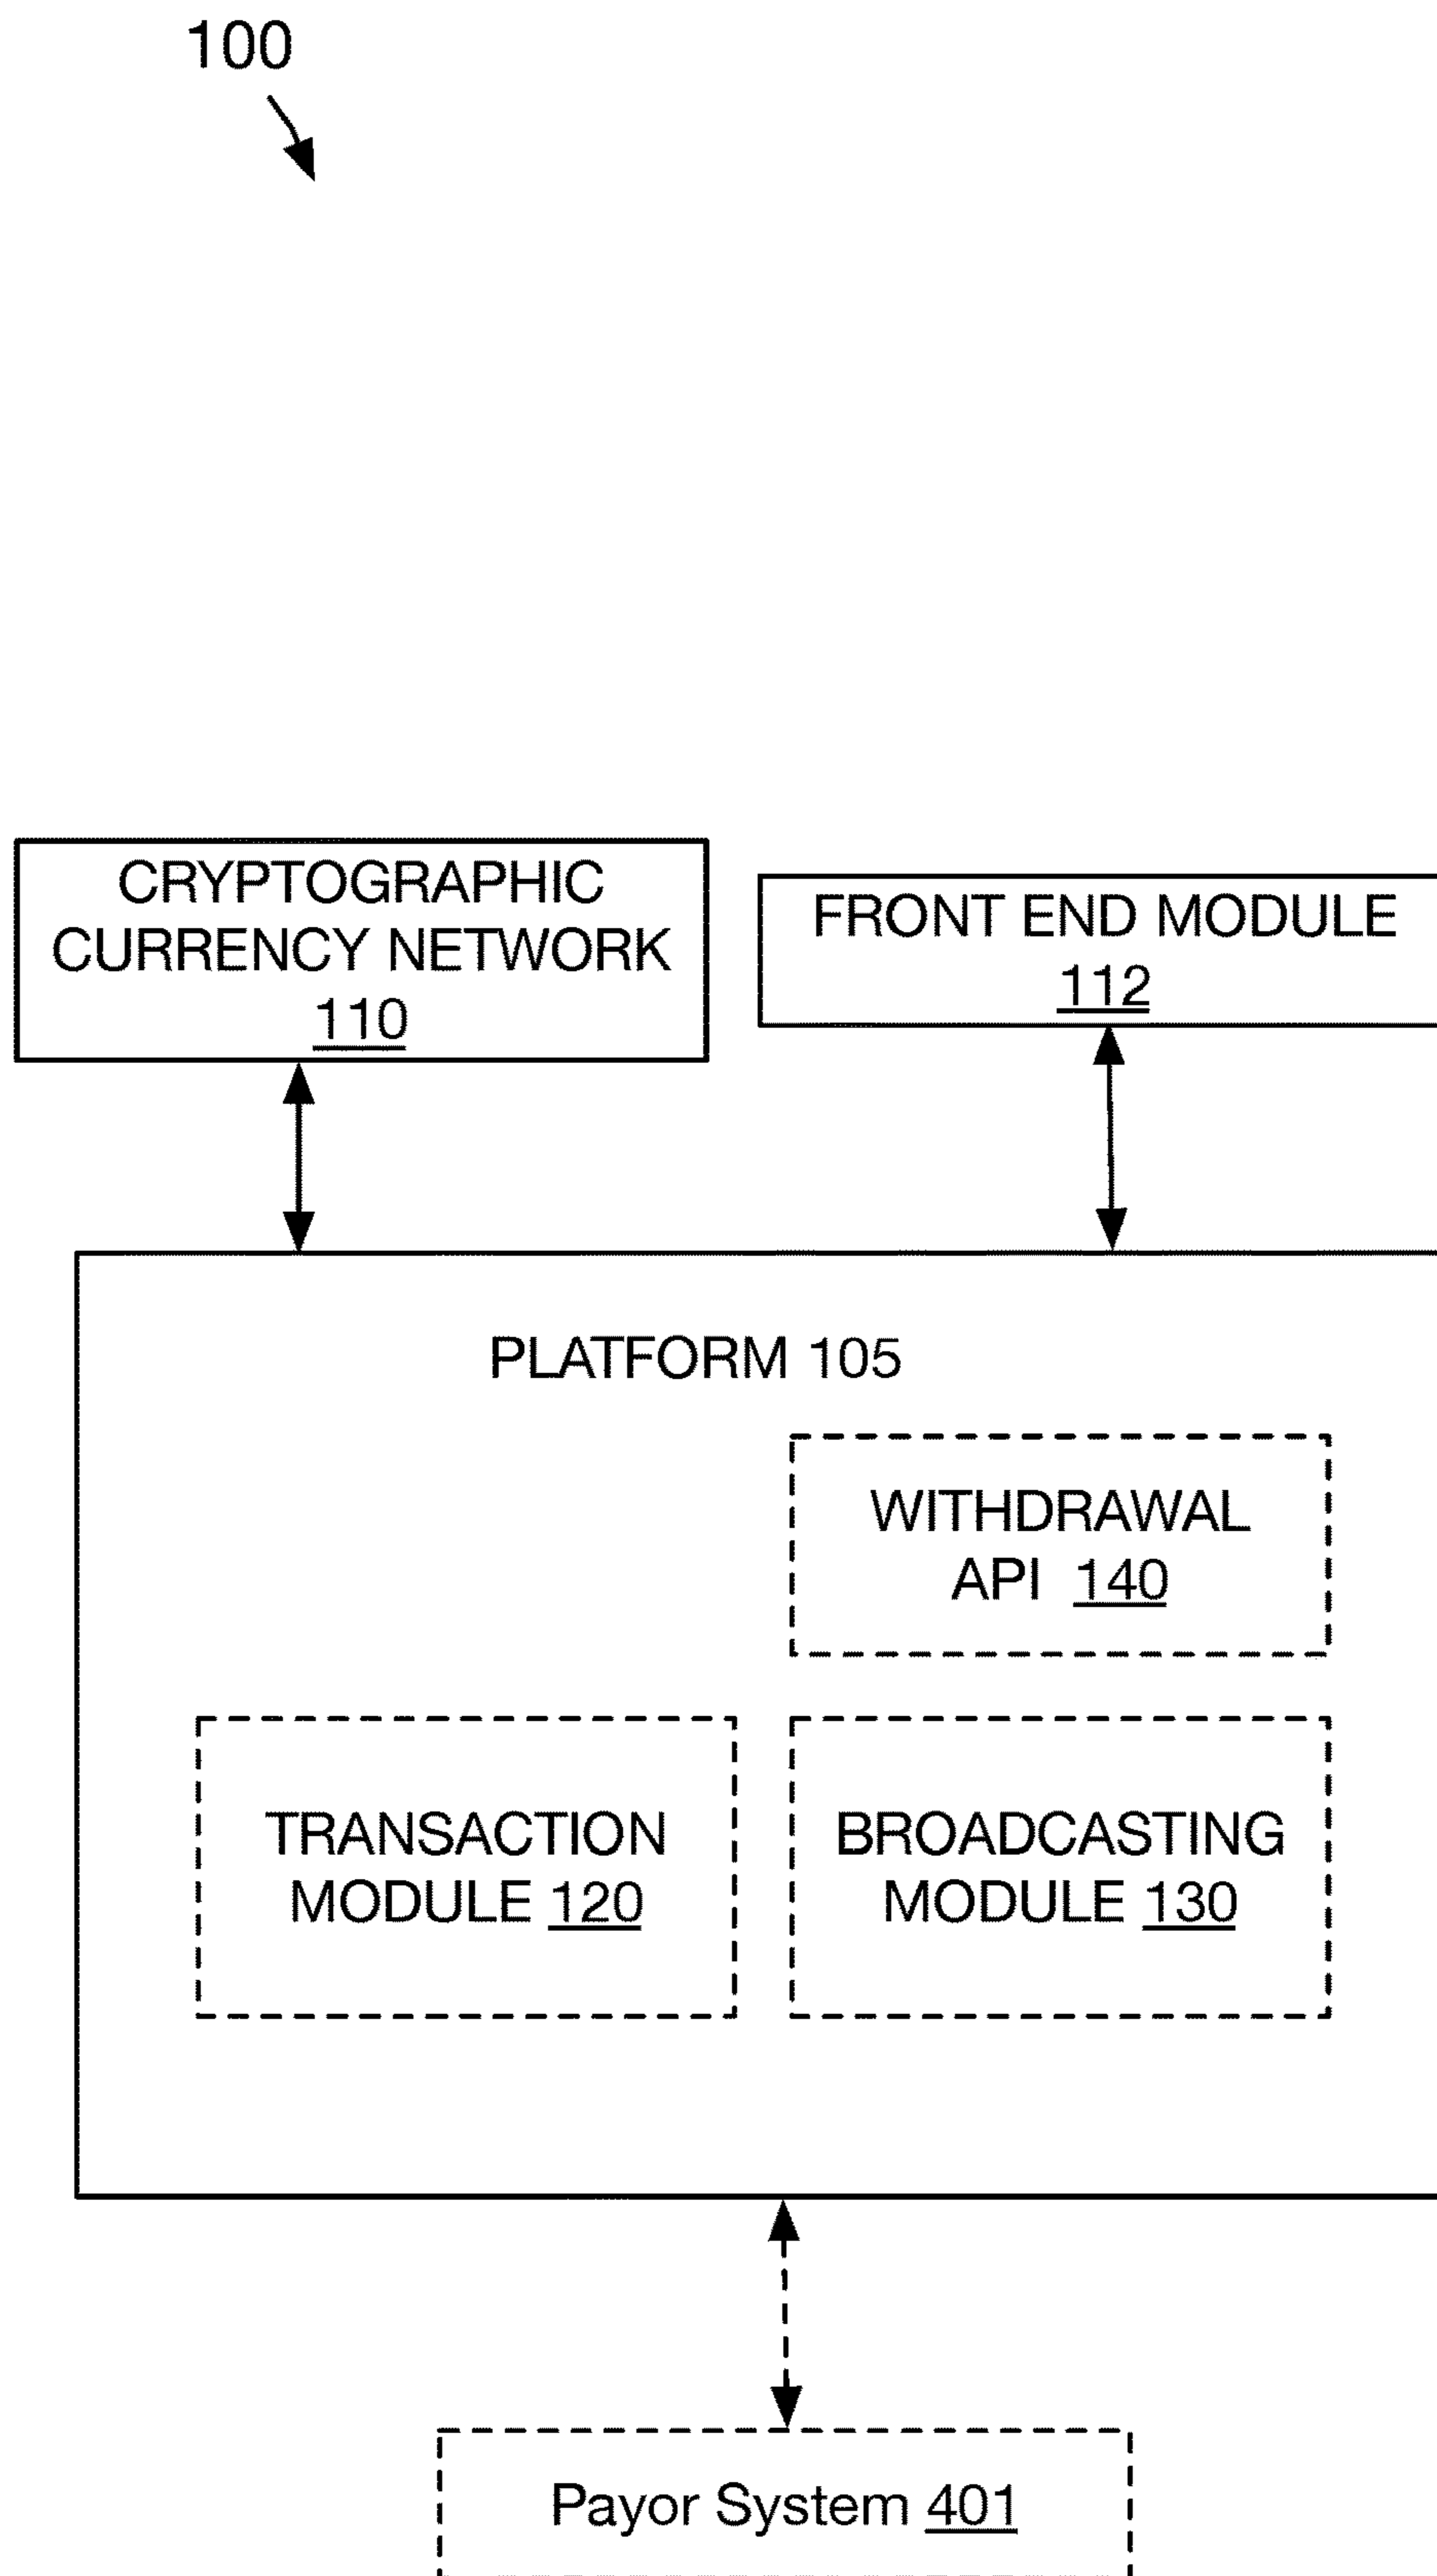 100
CRYPTOGRAPHIC
CURRENCY NETWORK
110
FRONT END MODULE
112
PLATFORM 105
WITHDRAWAL
API 140
TRANSACTION
MODULE 120
BROADCASTING
MODULE 130
Payor System 401